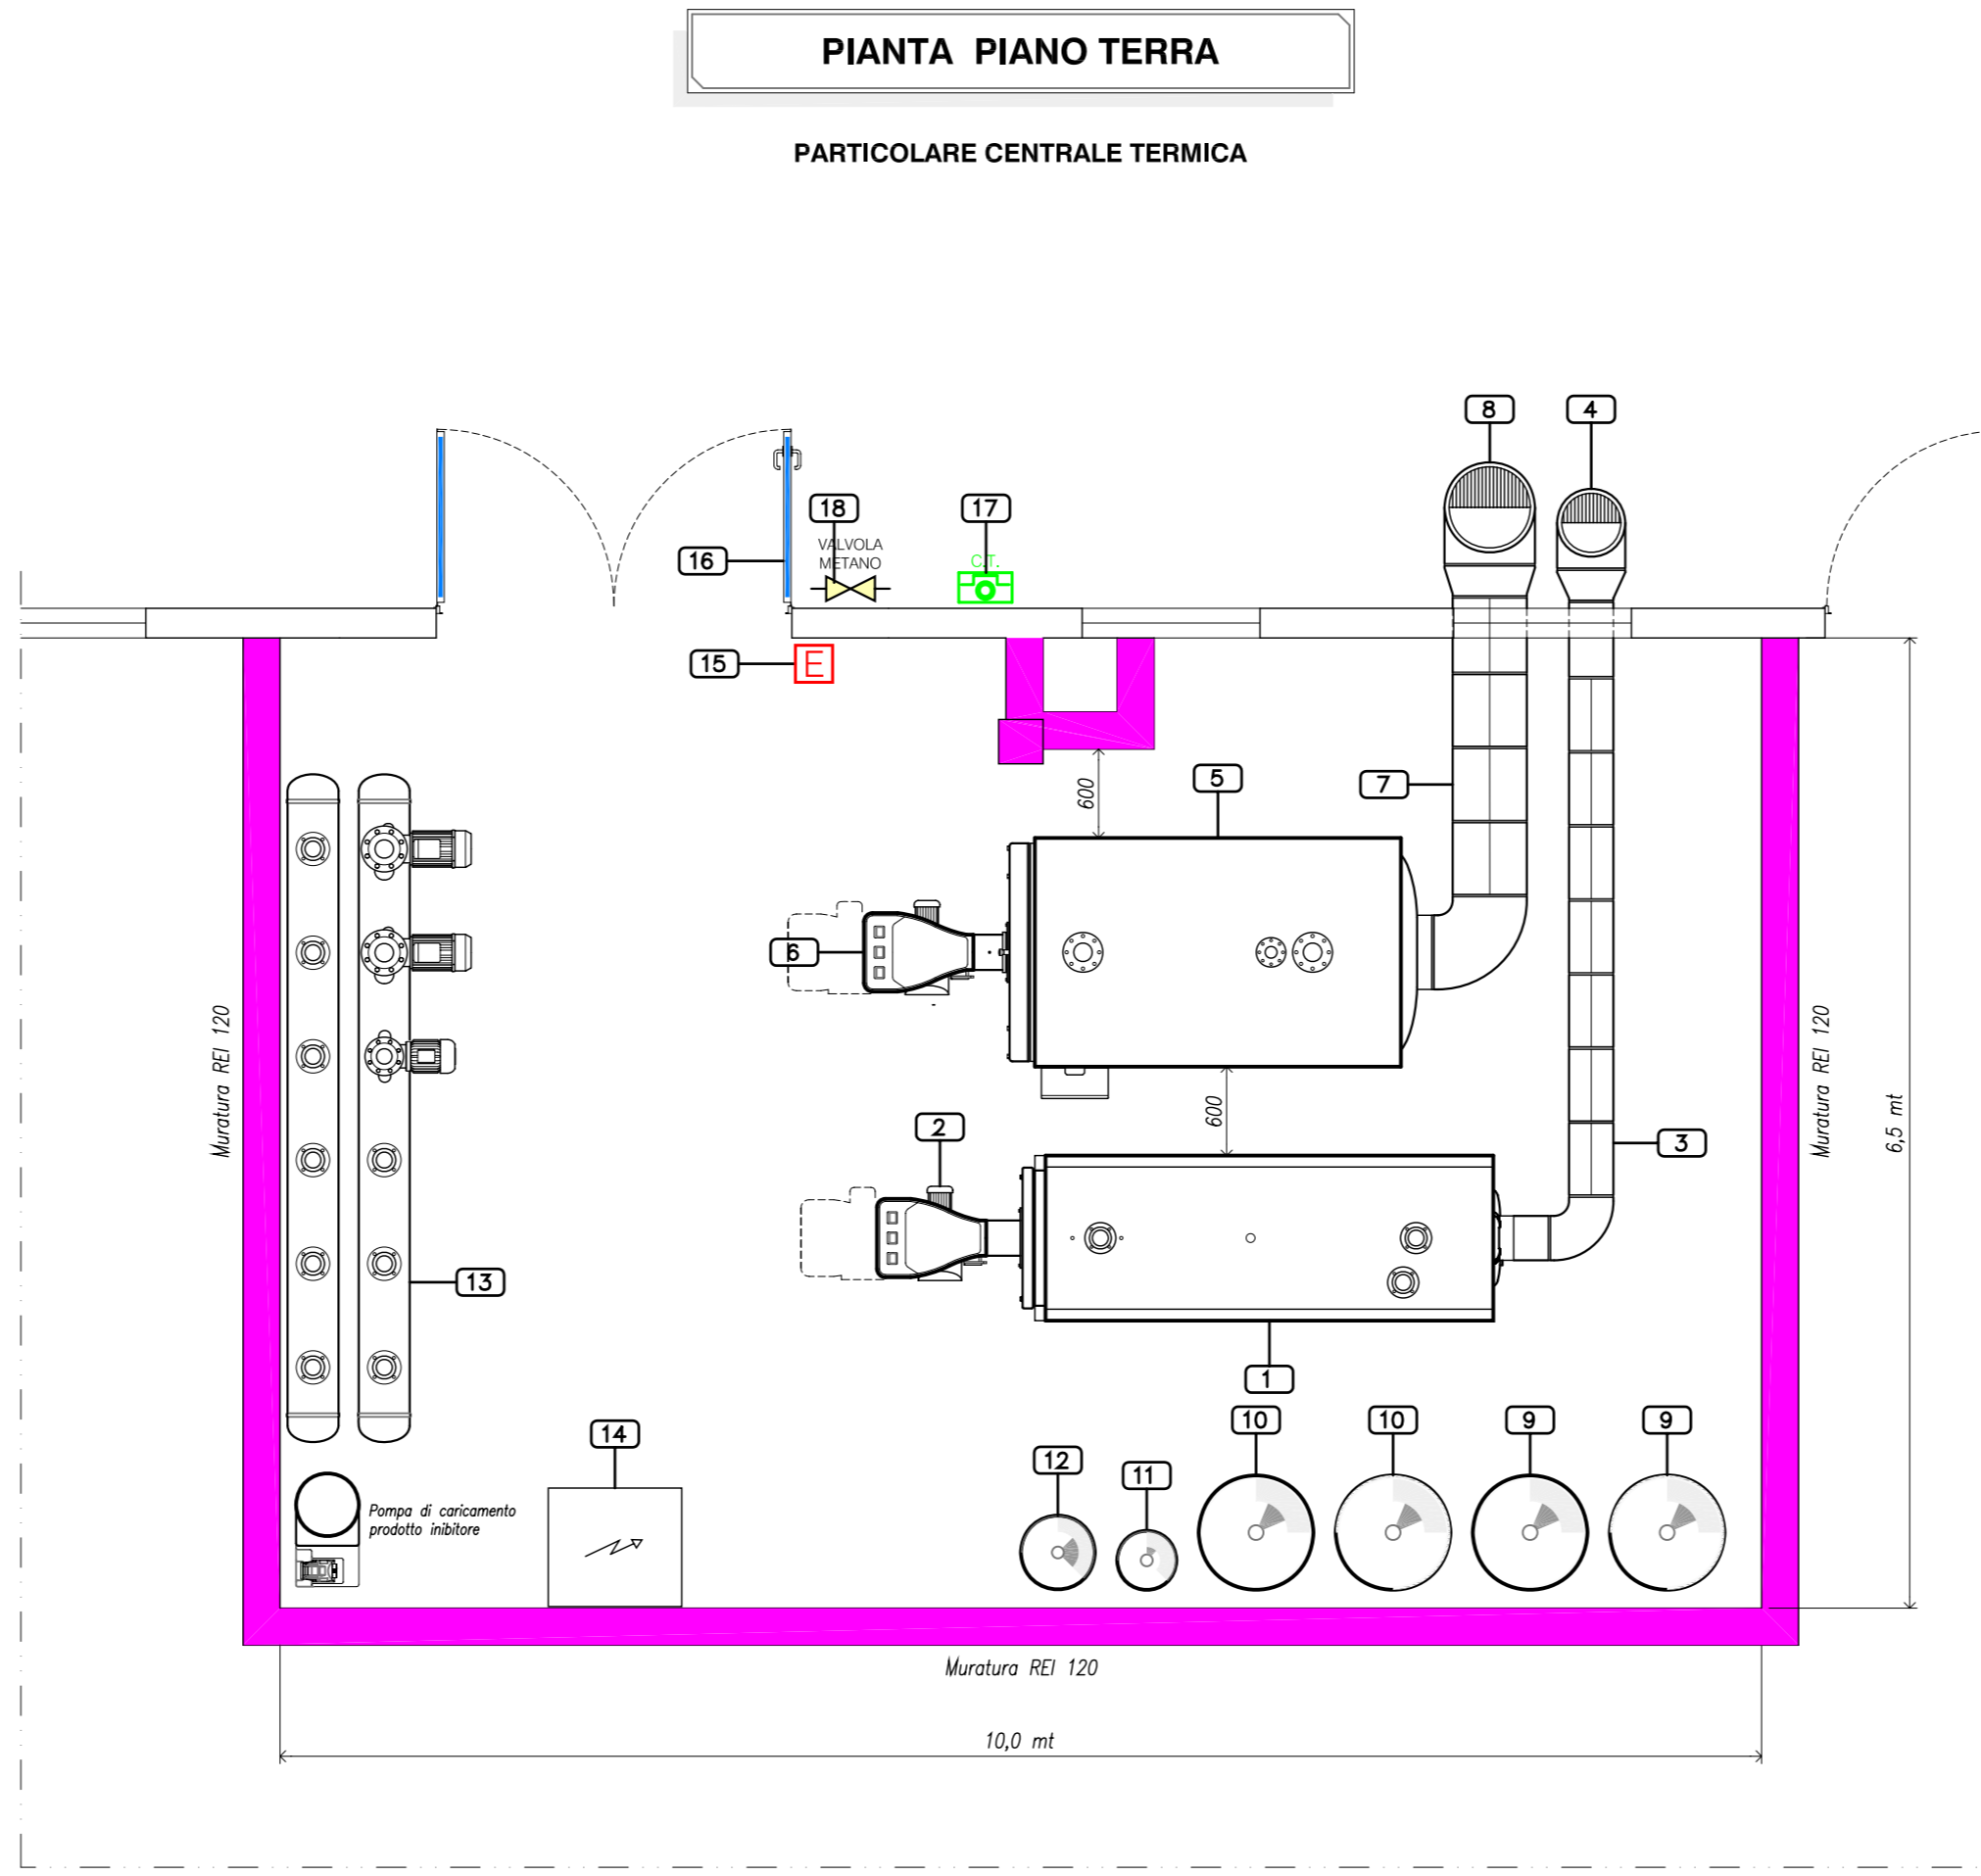 PIANTA PIANO TERRA
PARTICOLARE CENTRALE TERMICA
8
4
18
17
VALVOLA
METANO
C.T.
16
15
E
600
5
7
6
Muratura REI 120
Muratura REI 120
6,5 mt
600
2
3
13
1
14
10
10
9
9
12
11
Pompa di caricamento
prodotto inibitore
Muratura REI 120
10,0 mt